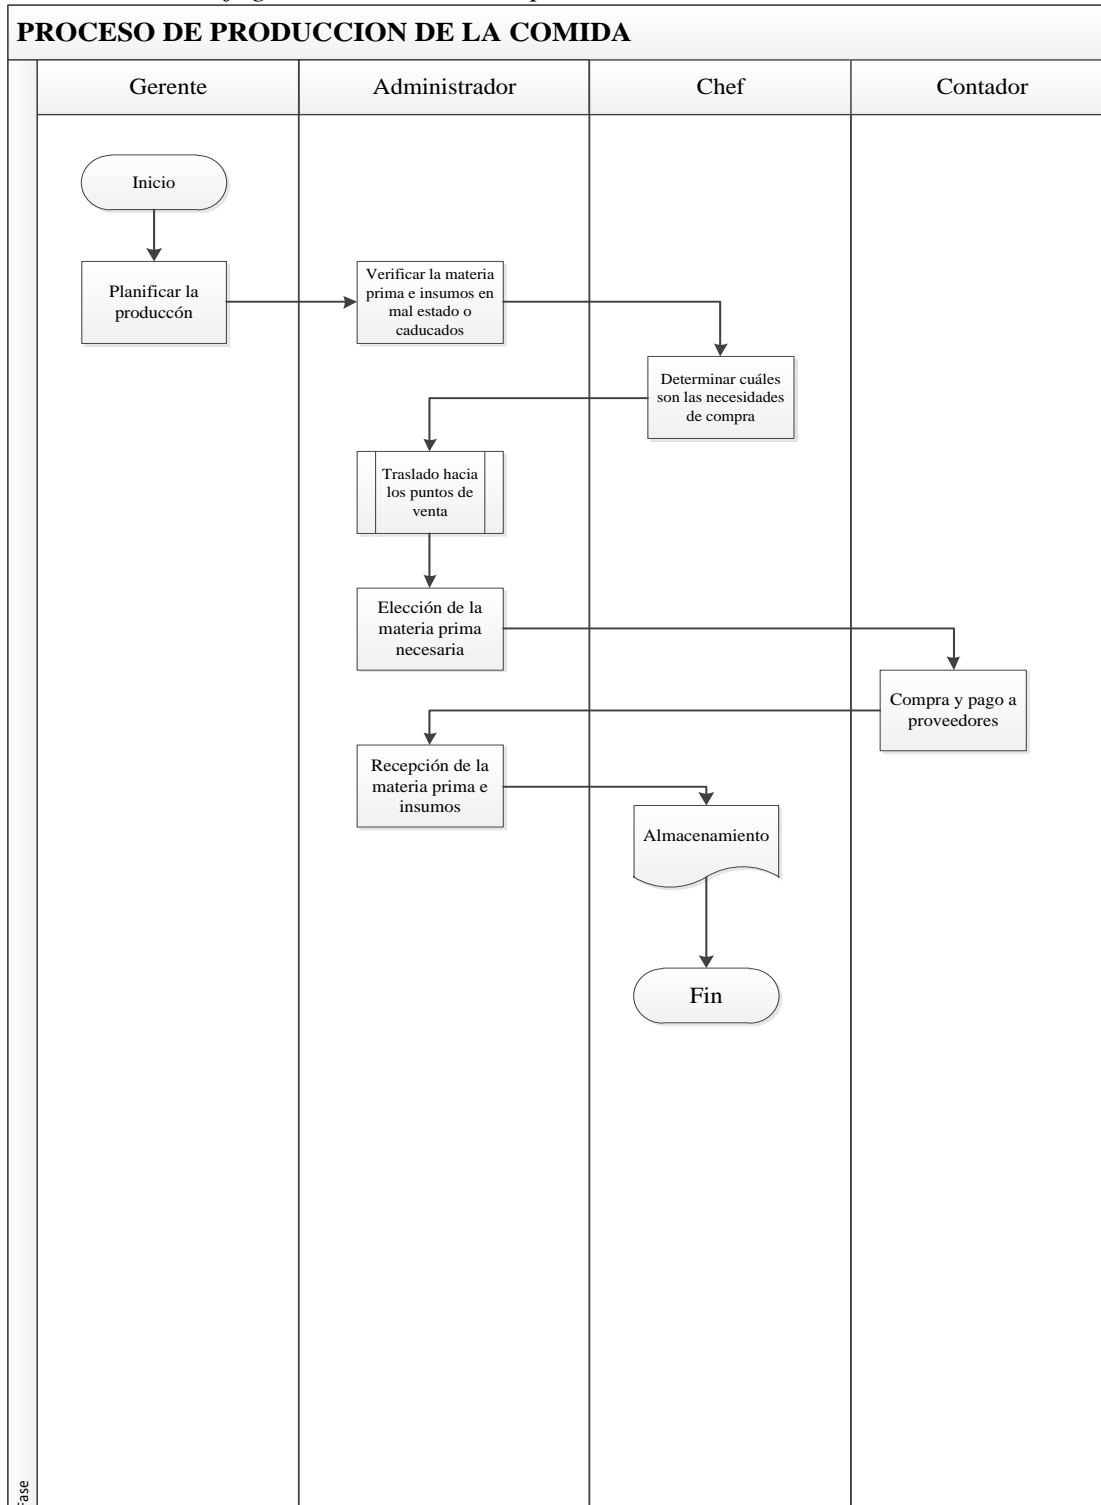 PROCESO DE PRODUCCION DE LA COMIDA
Gerente
Administrador
Chef
Contador
Inicio
Planificar la
produccón
Verificar la materia
prima e insumos en
mal estado o
caducados
Determinar cuáles
son las necesidades
de compra
Traslado hacia
los puntos de
venta
Elección de la
materia prima
necesaria
Compra y pago a
proveedores
Recepción de la
materia prima e
insumos
Almacenamiento
Fin
Fase